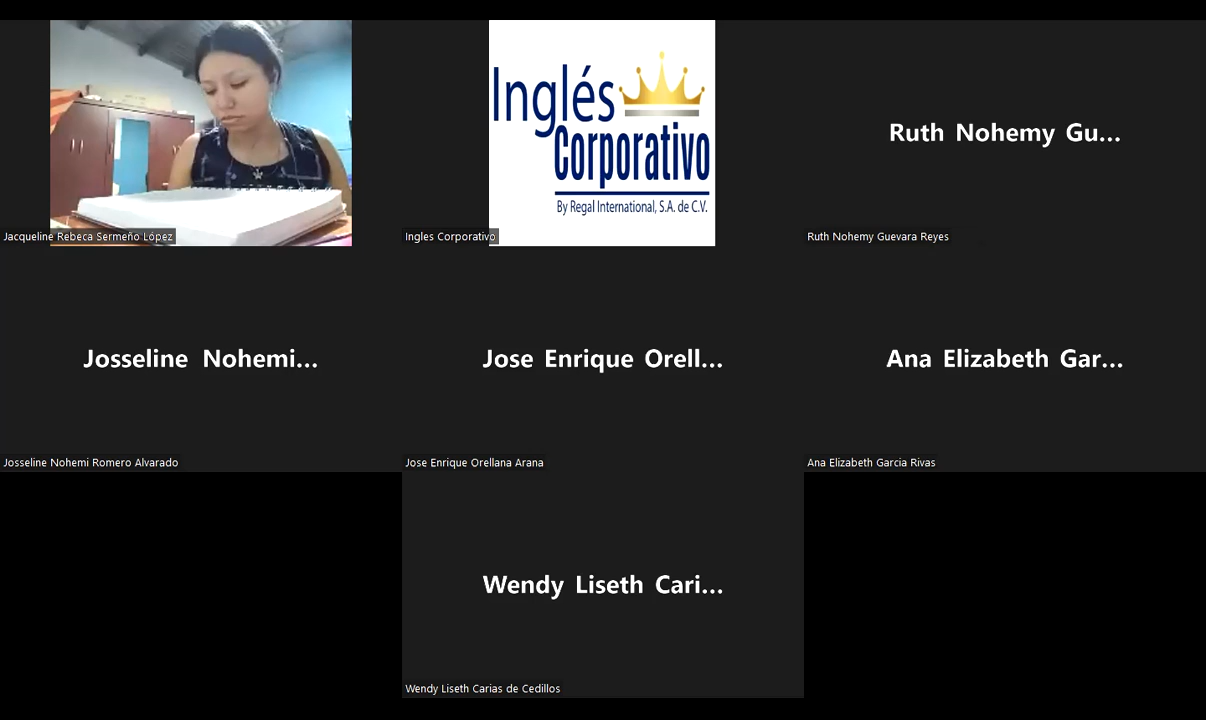 Jacqueline Rebeca Sermeño López
Inglés
Corporativo
By Regal International, S.A. de C.V.
Ingles Corporativo
Ruth Nohemy Gu...
Ruth Nohemy Guevara Reyes
Josseline Nohemi...
Josseline Nohemi Romero Alvarado
Jose Enrique Orell...
Jose Enrique Orellana Arana
Ana Elizabeth Gar...
Ana Elizabeth Garcia Rivas
Wendy Liseth Cari...
Wendy Liseth Carias de Cedillos